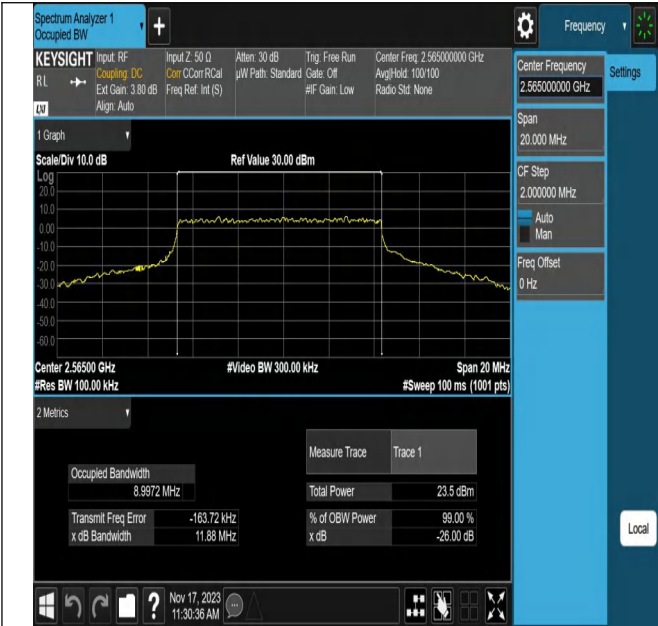 Spectrum Analyzer 1
Occupied BW
Frequency
KEYSIGHT
RL
LXI
Input: RF
Coupling: DC
Ext Gain: 3.80 dB
Align: Auto
Input Z: 50 Ω
Corr CCorr RCal
Freq Ref: Int (S)
Atten: 30 dB
µW Path: Standard
Trig: Free Run
Gate: Off
#IF Gain: Low
Center Freq: 2.565000000 GHz
Avg|Hold: 100/100
Radio Std: None
Center Frequency
2.565000000 GHz
Settings
Span
20.000 MHz
CF Step
2.000000 MHz
Auto
Man
Freq Offset
0 Hz
1 Graph
Scale/Div 10.0 dB
Ref Value 30.00 dBm
Log
20.0
10.0
0.00
-10.0
-20.0
-30.0
-40.0
-50.0
-60.0
Center 2.56500 GHz
#Video BW 300.00 kHz
Span 20 MHz
#Res BW 100.00 kHz
#Sweep 100 ms (1001 pts)
2 Metrics
Measure Trace
Trace 1
Occupied Bandwidth
8.9972 MHz
Total Power
23.5 dBm
Transmit Freq Error
-163.72 kHz
% of OBW Power
99.00 %
x dB Bandwidth
11.88 MHz
x dB
-26.00 dB
Local
Nov 17, 2023
11:30:36 AM